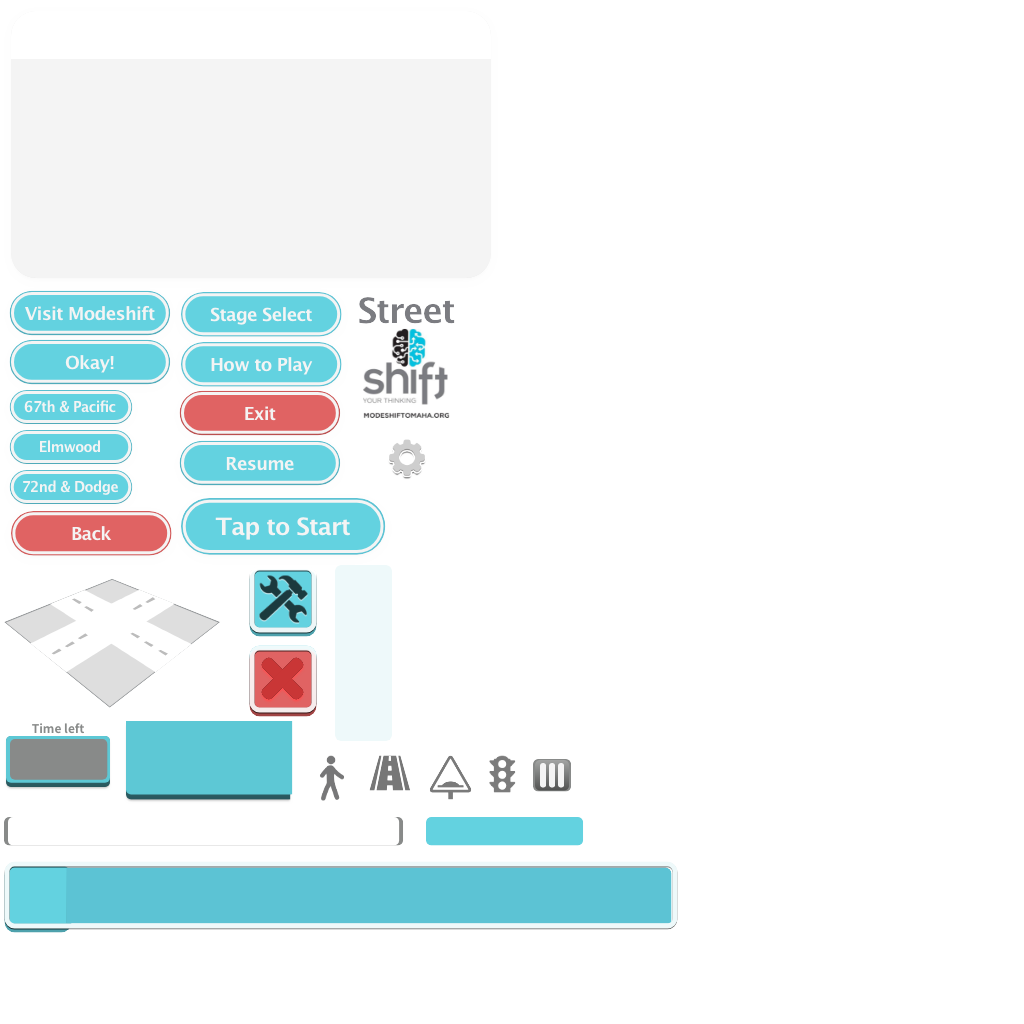 Visit Modeshift
Stage Select
Street
Okay!
How to Play
shift
YOUR THINKING
MODESHIFTOMAHA.ORG
67th & Pacific
Exit
Elmwood
Resume
72nd & Dodge
Back
Tap to Start
Time left